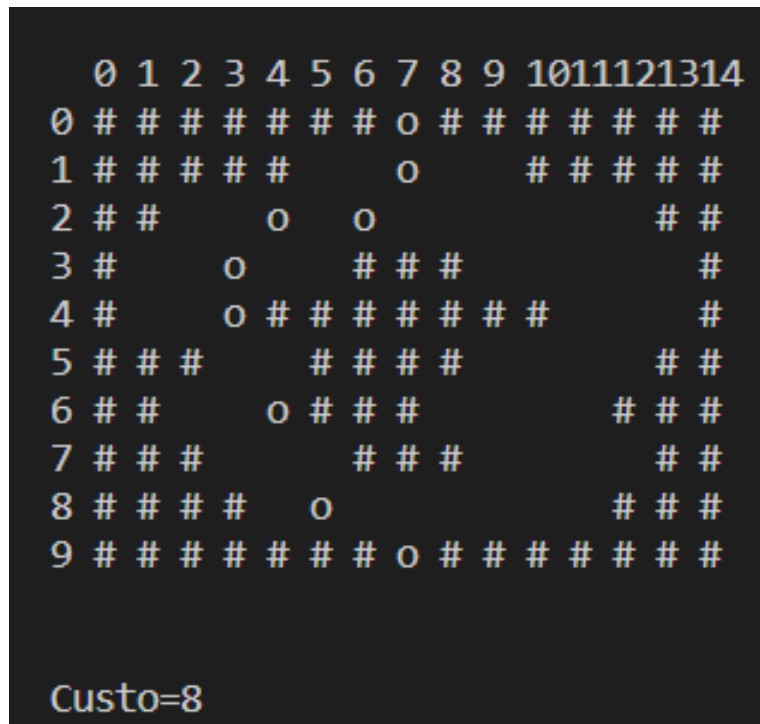 0 1 2 3 4 5 6 7 8 9 1011121314
0 # # # # # # # o # # # # # # #
1 # # # # #     o     # # # # #
2 # #     o   o             # #
3 #     o     # # #           #
4 #     o # # # # # # #       #
5 # # #     # # # #         # #
6 # #     o # # #         # # #
7 # # #       # # #         # #
8 # # # #   o             # # #
9 # # # # # # # o # # # # # # #
Custo=8